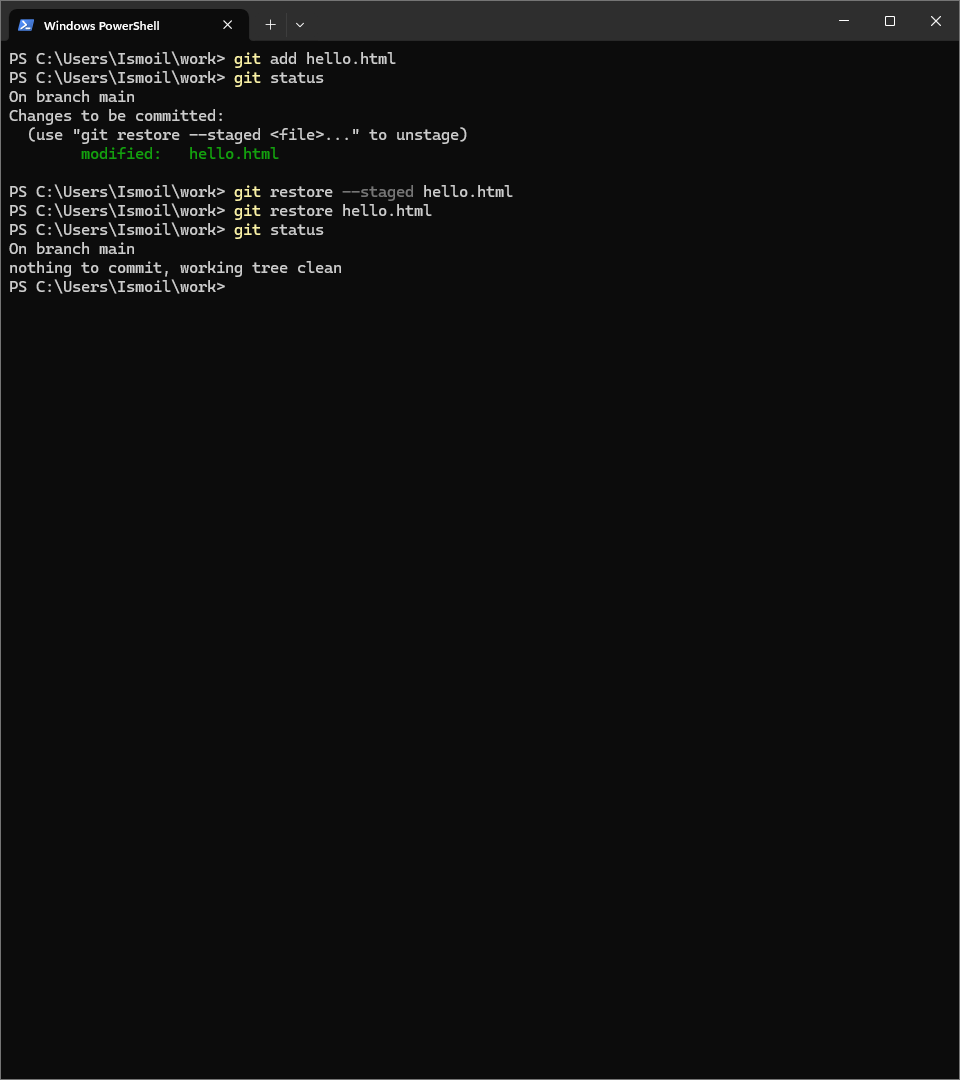 Windows PowerShell
PS C:\Users\Ismoil\work> git add hello.html
PS C:\Users\Ismoil\work> git status
On branch main
Changes to be committed:
  (use "git restore --staged <file>..." to unstage)
        modified:   hello.html

PS C:\Users\Ismoil\work> git restore --staged hello.html
PS C:\Users\Ismoil\work> git restore hello.html
PS C:\Users\Ismoil\work> git status
On branch main
nothing to commit, working tree clean
PS C:\Users\Ismoil\work>